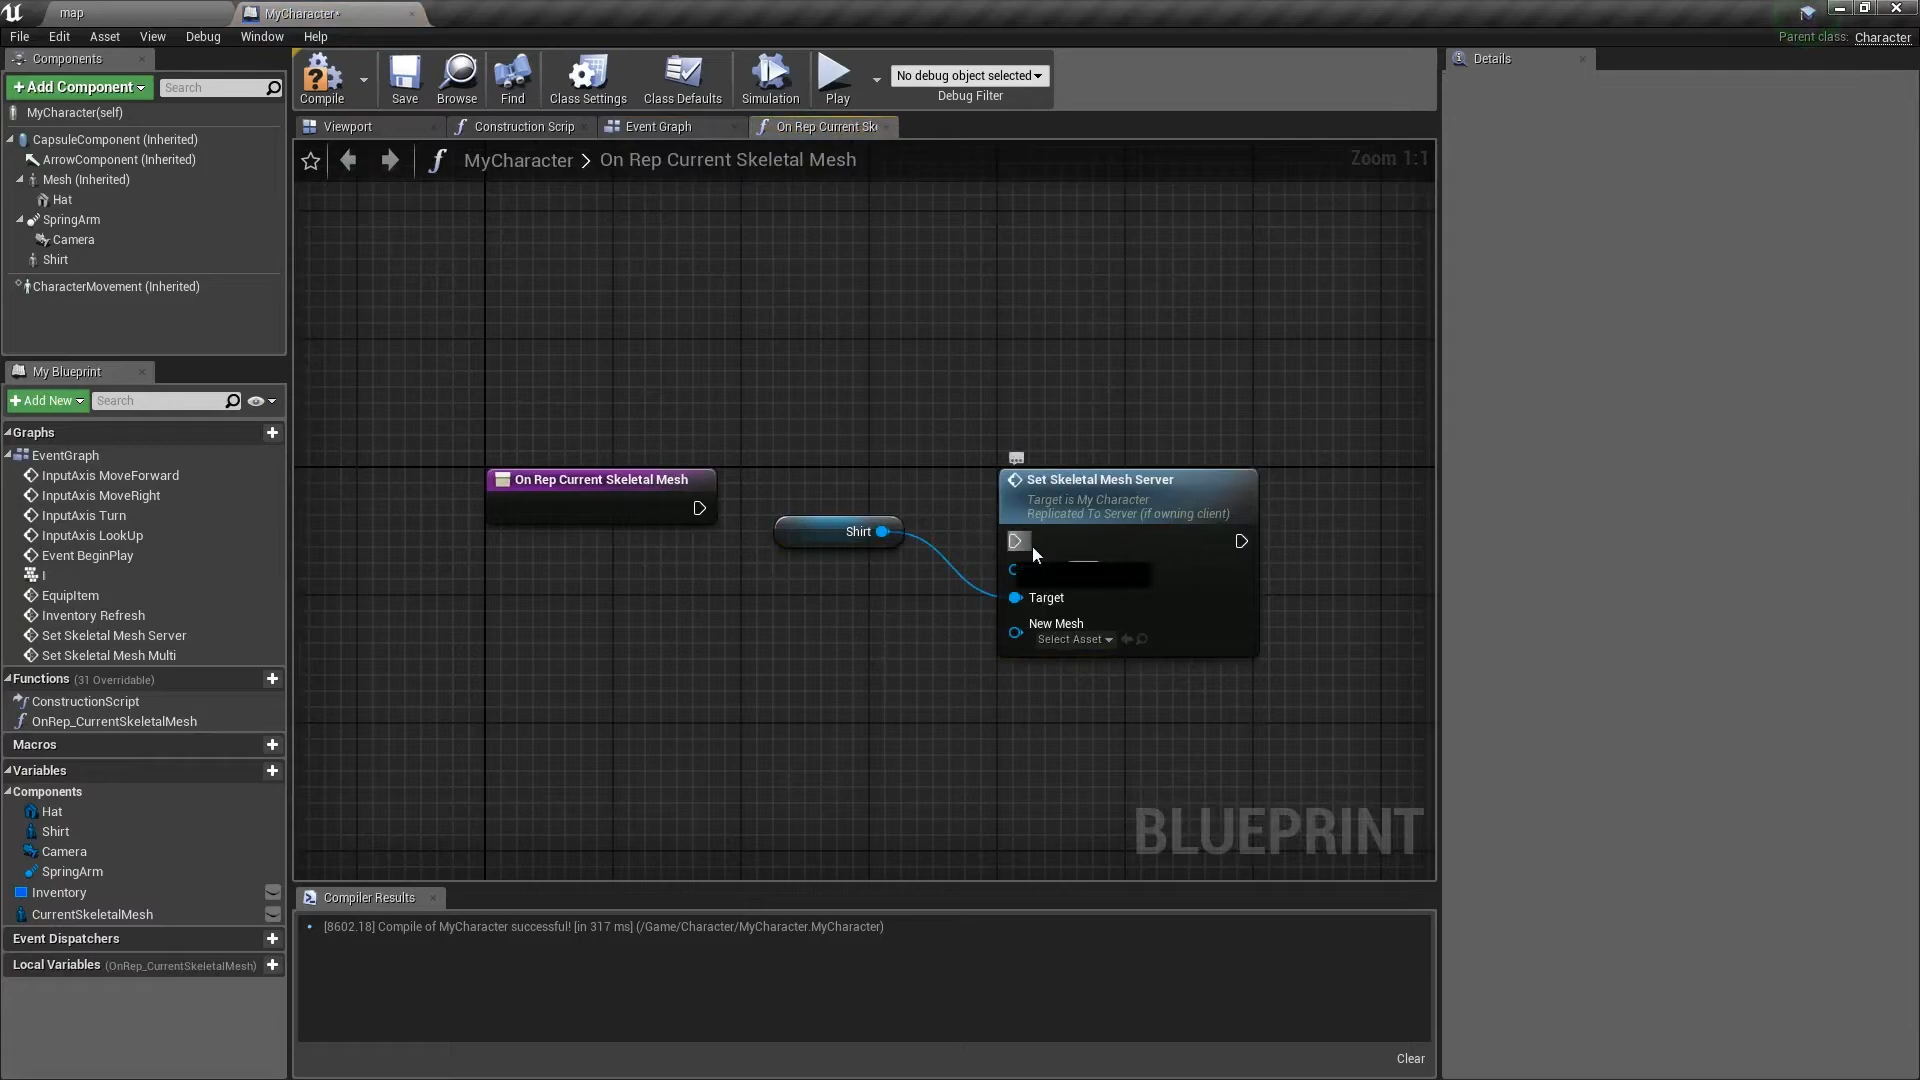 map
MyCharacter*
File Edit Asset View Debug Window Help
Parent class: Character
Components
+Add Component
Search
MyCharacter(self)
CapsuleComponent (Inherited)
ArrowComponent (Inherited)
Mesh (Inherited)
Hat
SpringArm
Camera
Shirt
CharacterMovement (Inherited)
My Blueprint
+Add New
Search
Graphs
EventGraph
InputAxis MoveForward
InputAxis MoveRight
InputAxis Turn
InputAxis LookUp
Event BeginPlay
I
EquipItem
Inventory Refresh
Set Skeletal Mesh Server
Set Skeletal Mesh Multi
Functions (31 Overridable)
ConstructionScript
OnRep_CurrentSkeletalMesh
Macros
Variables
Components
Hat
Shirt
Camera
SpringArm
Inventory
CurrentSkeletalMesh
Event Dispatchers
Local Variables (OnRep_CurrentSkeletalMesh)
Compile Save Browse Find Class Settings Class Defaults Simulation Play
No debug object selected
Debug Filter
Viewport Construction Scrip Event Graph On Rep Current Ske
MyCharacter > On Rep Current Skeletal Mesh
Zoom 1:1
On Rep Current Skeletal Mesh
Shirt
Set Skeletal Mesh Server
Target is My Character
Replicated To Server (if owning client)
Target
New Mesh
Select Asset
BLUEPRINT
Compiler Results
[8602.18] Compile of MyCharacter successful! [in 317 ms] (/Game/Character/MyCharacter.MyCharacter)
Clear
Details